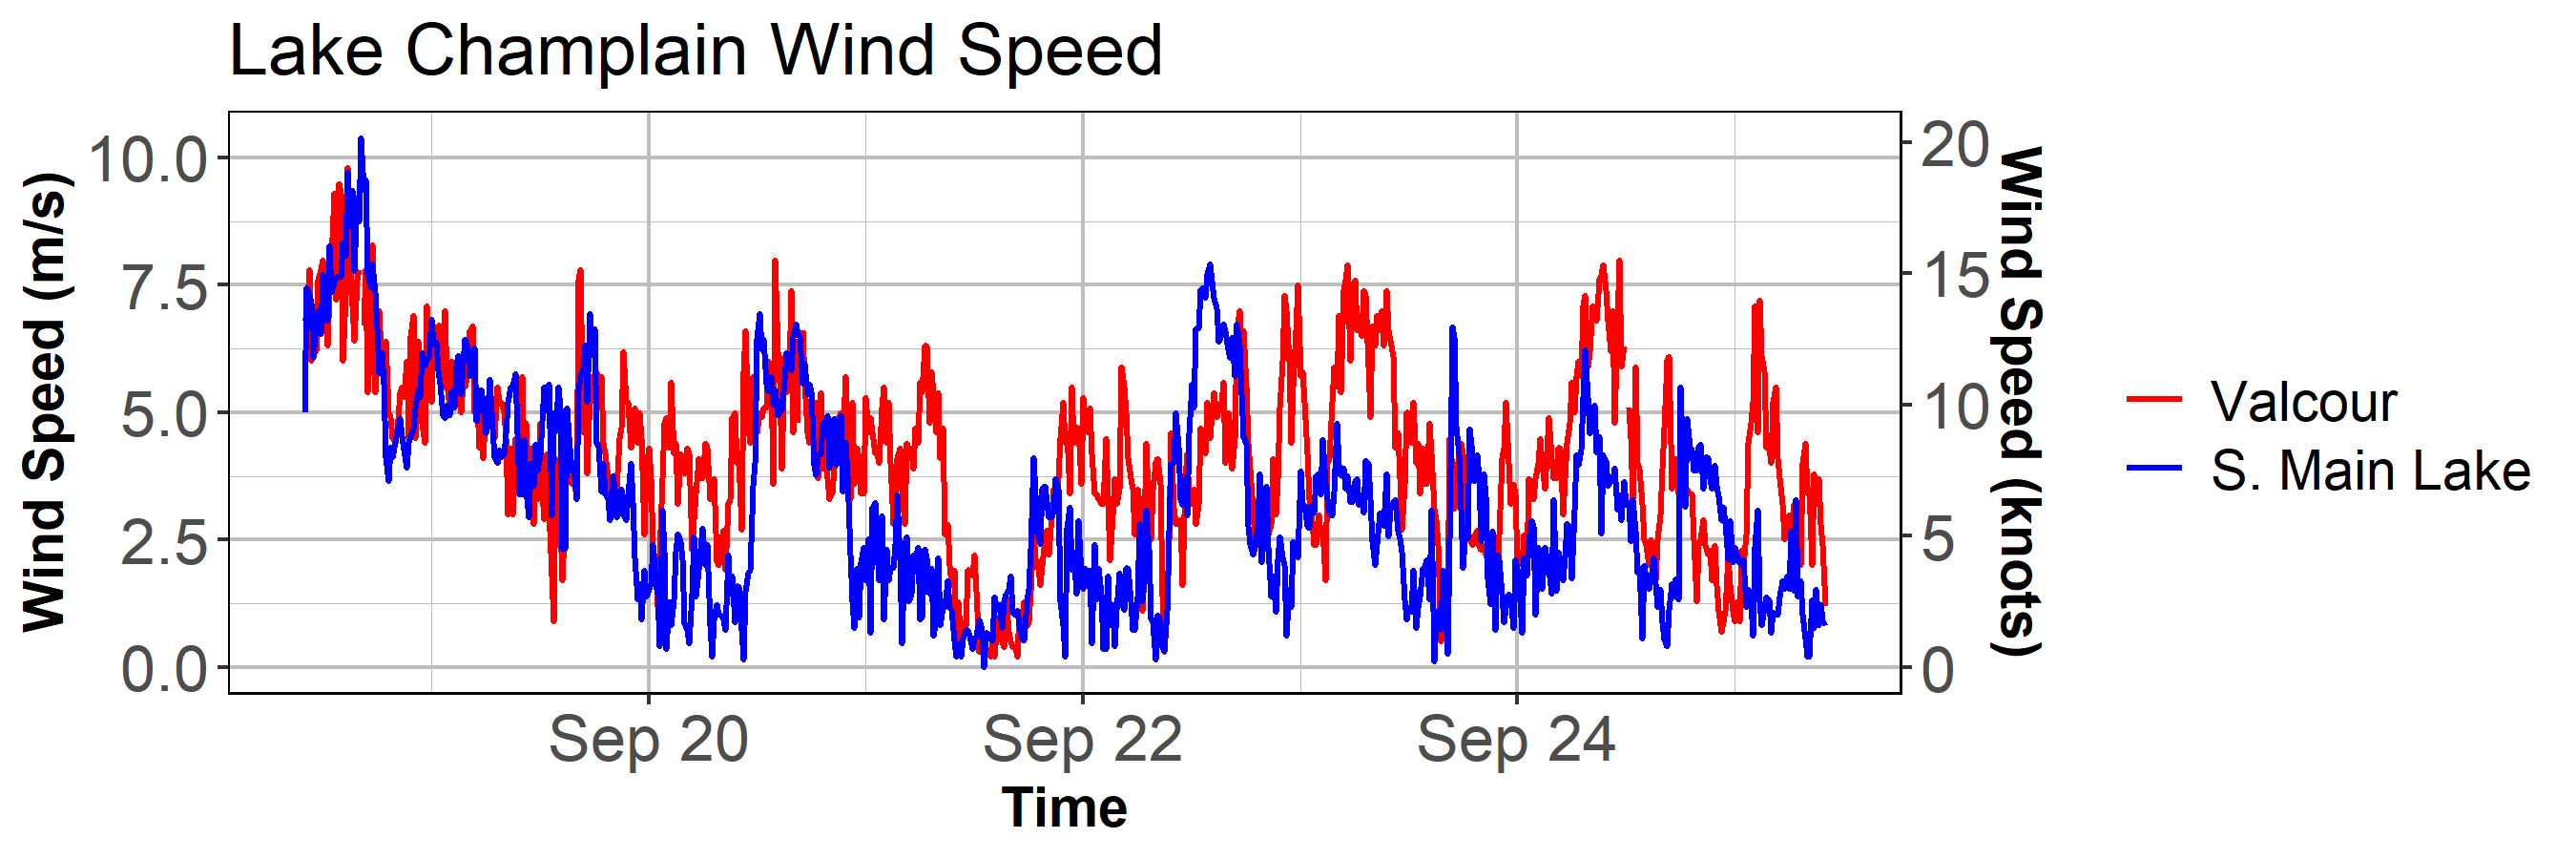 Lake Champlain Wind Speed
Wind Speed (m/s)
10.0
7.5
5.0
2.5
0.0
20
15
10
5
0
Wind Speed (knots)
Sep 20
Sep 22
Sep 24
Time
Valcour
S. Main Lake